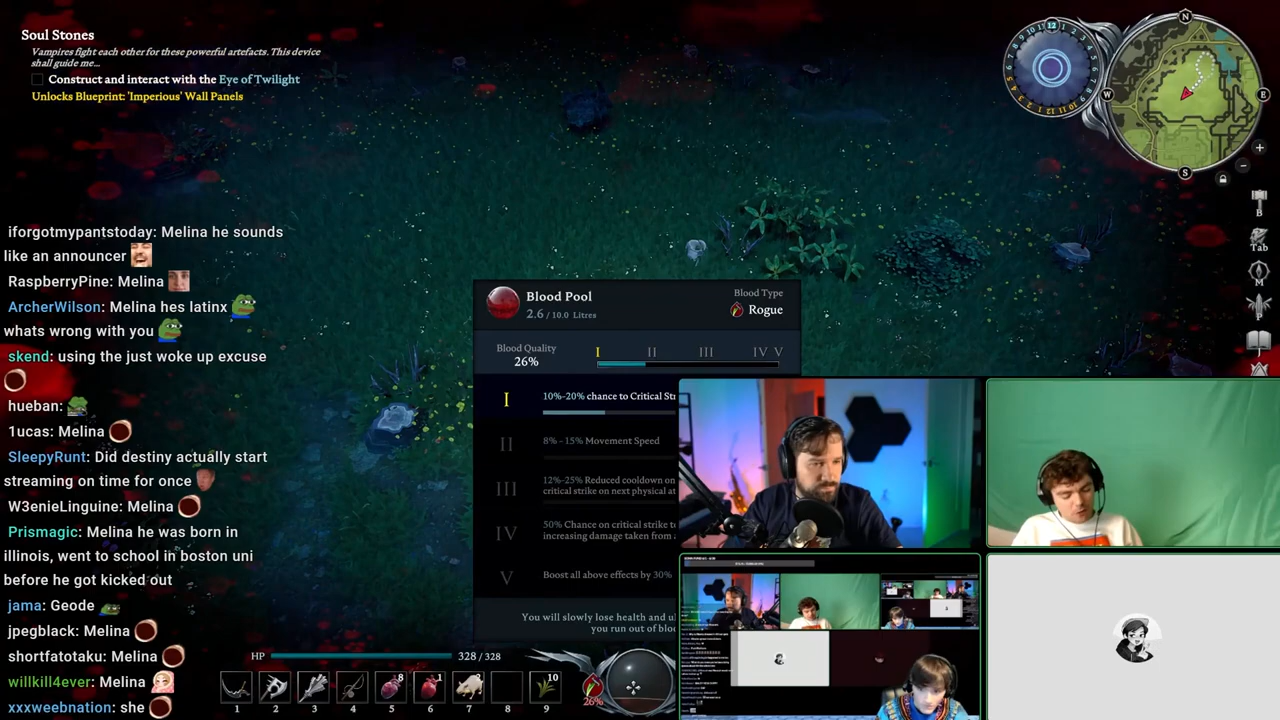 Soul Stones
Vampires fight each other for these powerful artefacts. This device
shall guide me...
Construct and interact with the Eye of Twilight
Unlocks Blueprint: 'Imperious' Wall Panels
12
N
W
E
S
B
Tab
M
iforgotmypantstoday: Melina he sounds
like an announcer
RaspberryPine: Melina
ArcherWilson: Melina hes latinx
whats wrong with you
skend: using the just woke up excuse
hueban:
1ucas: Melina
SleepyRunt: Did destiny actually start
streaming on time for once
W3enieLinguine: Melina
Prismagic: Melina he was born in
illinois, went to school in boston uni
before he got kicked out
jama: Geode
egblack: Melina
ortfavourur: Melina
kill4ever: Melina
xweebnation: she
Blood Pool
2.6 / 10.0 Litres
Blood Type
Rogue
Blood Quality
26%
I II III IV V
I 10%-20% chance to Critical Str
II 8% - 15% Movement Speed
III 12%-25% Reduced cooldown on
critical strike on next physical at
IV 50% Chance on critical strike to
increasing damage taken from
V Boost all above effects by 30%
You will slowly lose health and u
you run out of bloo
HP
328 / 328
8
10
26%
1 2 3 4 5 6 7 8 9